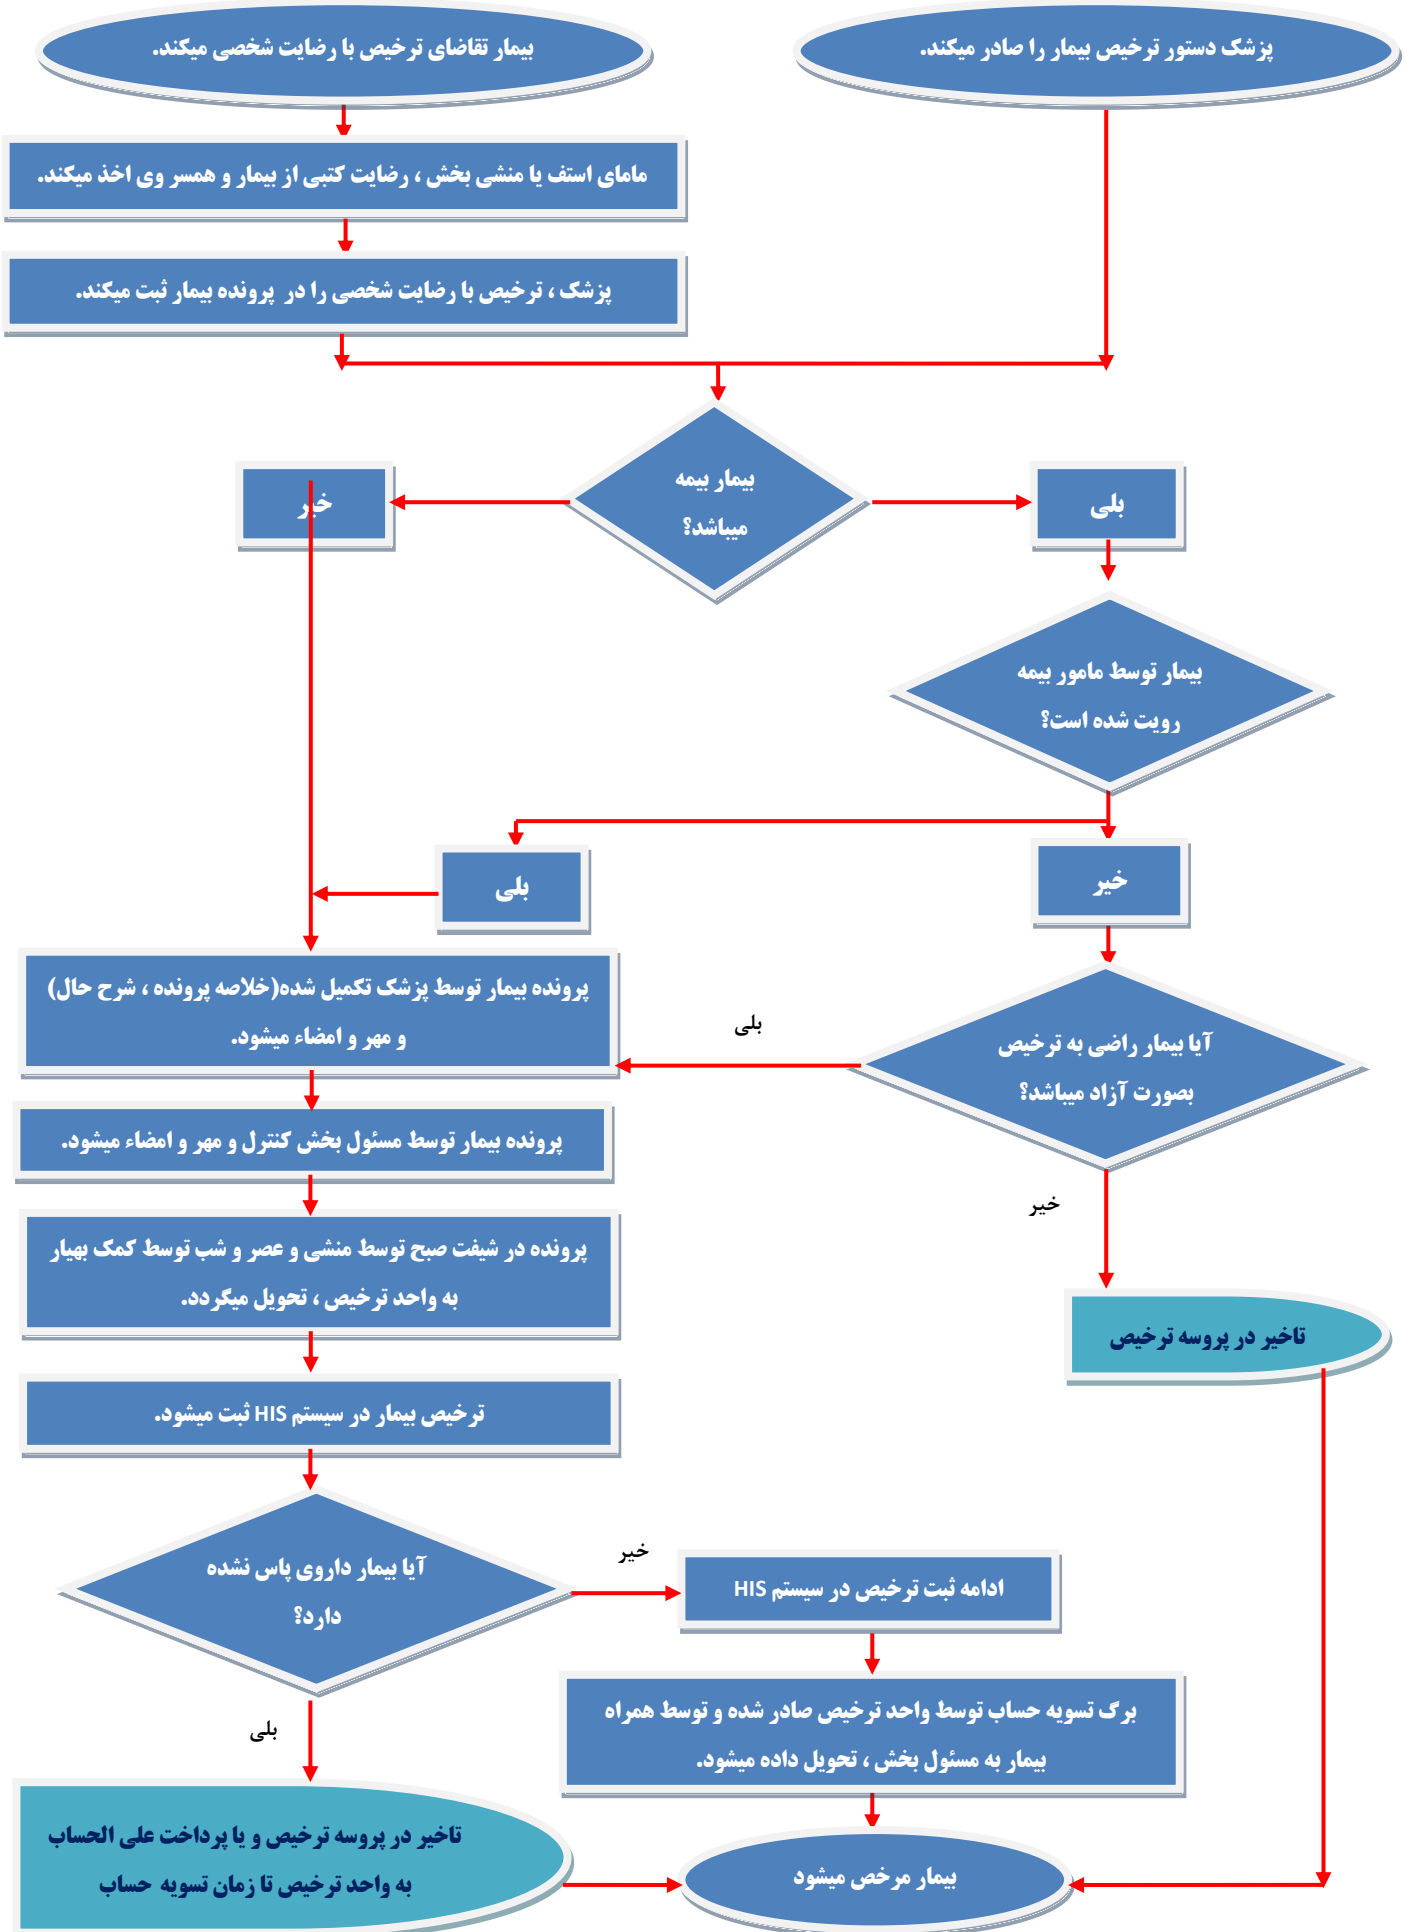 پزشک دستور ترخیص بیمار را صادر میکند.
بیمار تقاضای ترخیص با رضایت شخصی میکند.
مامای استف یا منشی بخش ، رضایت کتبی از بیمار و همسر وی اخذ میکند.
پزشک ، ترخیص با رضایت شخصی را در پرونده بیمار ثبت میکند.
بیمار بیمه
میباشد؟
بلی
خیر
بیمار توسط مامور بیمه
رویت شده است؟
خیر
بلی
پرونده بیمار توسط پزشک تکمیل شده(خلاصه پرونده ، شرح حال)
و مهر و امضاء میشود.
بلی
آیا بیمار راضی به ترخیص
بصورت آزاد میباشد؟
پرونده بیمار توسط مسئول بخش کنترل و مهر و امضاء میشود.
خیر
پرونده در شیفت صبح توسط منشی و عصر و شب توسط کمک بهیار
به واحد ترخیص ، تحویل میگردد.
تاخیر در پروسه ترخیص
ترخیص بیمار در سیستم HIS ثبت میشود.
آیا بیمار داروی پاس نشده
دارد؟
خیر
ادامه ثبت ترخیص در سیستم HIS
برگ تسویه حساب توسط واحد ترخیص صادر شده و توسط همراه
بیمار به مسئول بخش ، تحویل داده میشود.
بلی
تاخیر در پروسه ترخیص و یا پرداخت علی الحساب
به واحد ترخیص تا زمان تسویه حساب
بیمار مرخص میشود